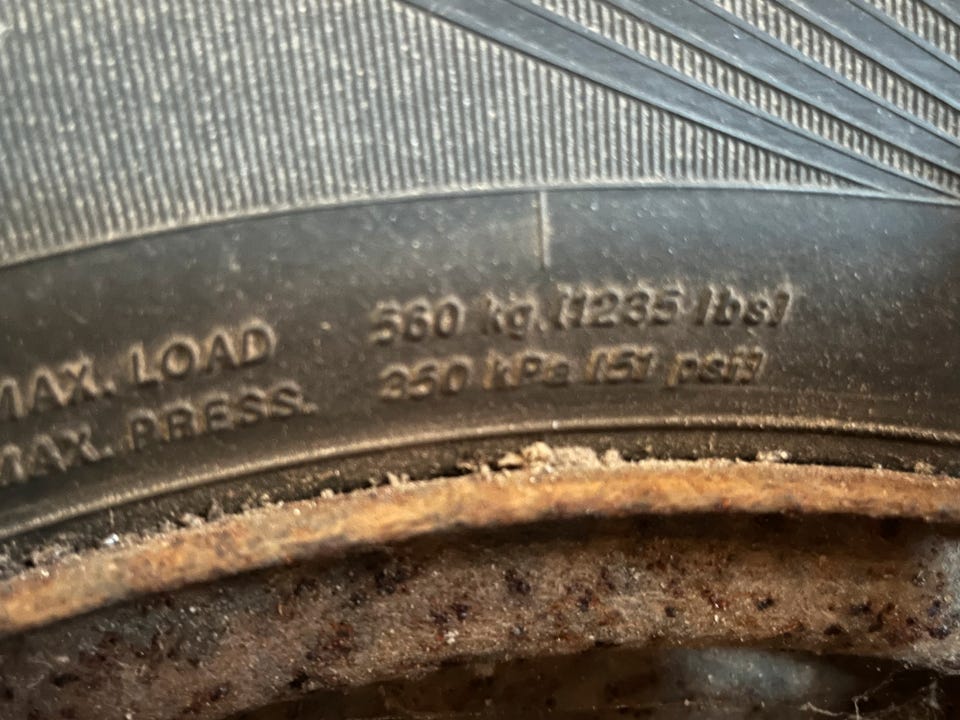 MAX. LOAD 560 kg (1235 lbs)
MAX. PRESS. 350 kPa (51 psi)